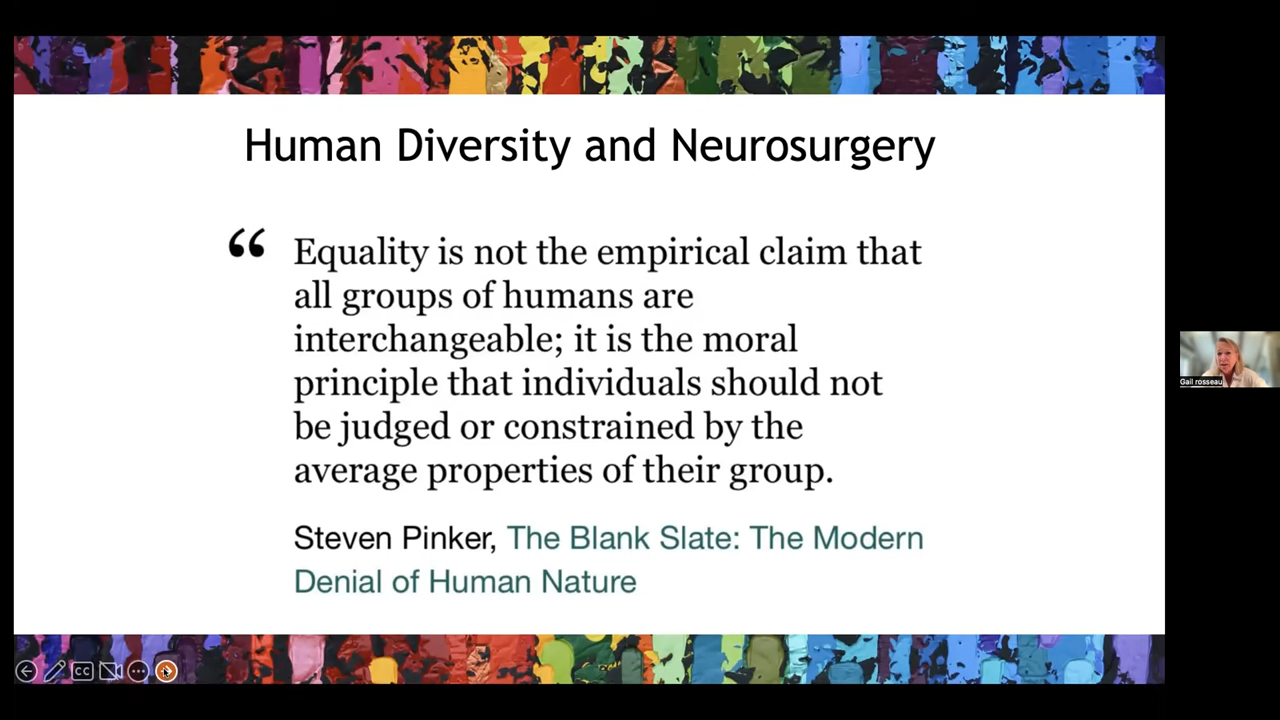 Human Diversity and Neurosurgery
“ Equality is not the empirical claim that
all groups of humans are
interchangeable; it is the moral
principle that individuals should not
be judged or constrained by the
average properties of their group.
Steven Pinker, The Blank Slate: The Modern
Denial of Human Nature
Gail rosseau
CC